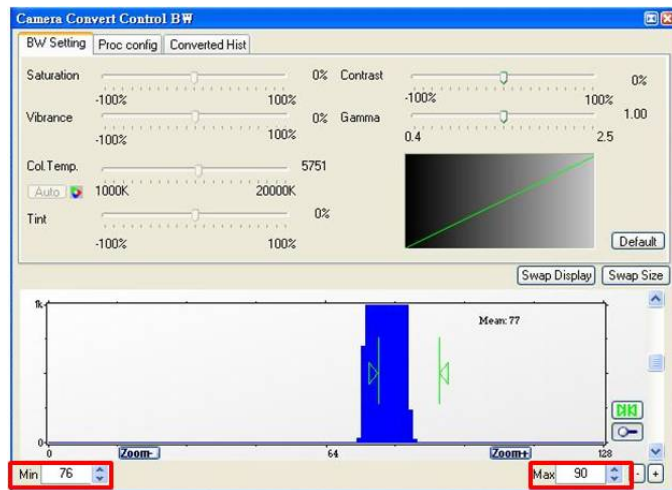 Camera Convert Control BW
BW Setting Proc config Converted Hist
Saturation 0% Contrast 0%
-100% 100% -100% 100%
Vibrance 0% Gamma 1.00
-100% 100% 0.4 2.5
Col.Temp. 5751
Auto 1000K 20000K
Tint 0%
-100% 100% Default
Swap Display Swap Size
1k
Mean: 77
0
0 Zoom- 64 Zoom+ 128
Min 76 Max 90 - +